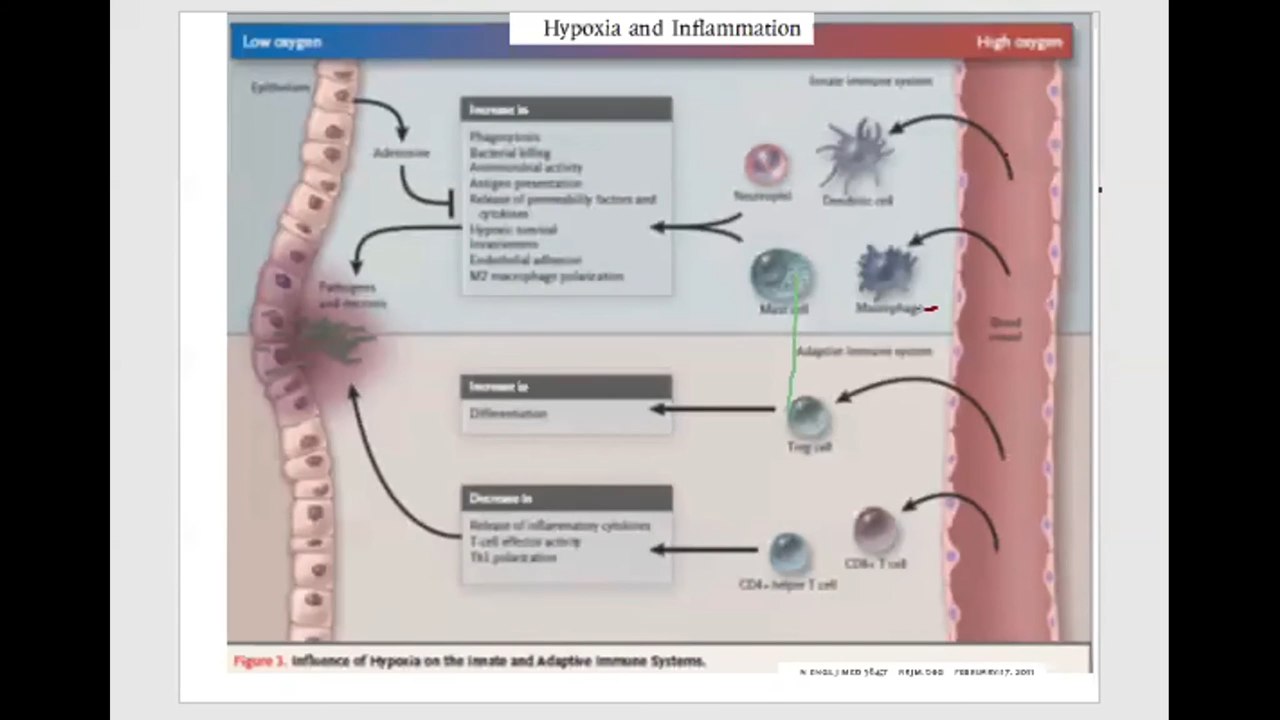 Hypoxia and Inflammation
Low oxygen
High oxygen
Epithelium
Innate immune system
Increase in
Phagocytosis
Bacterial killing
Antimicrobial activity
Antigen presentation
Release of permeability factors and
cytokines
Hypoxic survival
Invasiveness
Endothelial adhesion
M2 macrophage polarization
Adenosine
Neutrophil
Dendritic cell
Pathogens
and necrosis
Mast cell
Macrophage
Blood
vessel
Adaptive immune system
Increase in
Differentiation
Treg cell
Decrease in
Release of inflammatory cytokines
T-cell effector activity
Th1 polarization
CD8+ T cell
CD4+ helper T cell
Figure 3. Influence of Hypoxia on the Innate and Adaptive Immune Systems.
N ENGL J MED 364;7 NEJM.ORG FEBRUARY 17, 2011